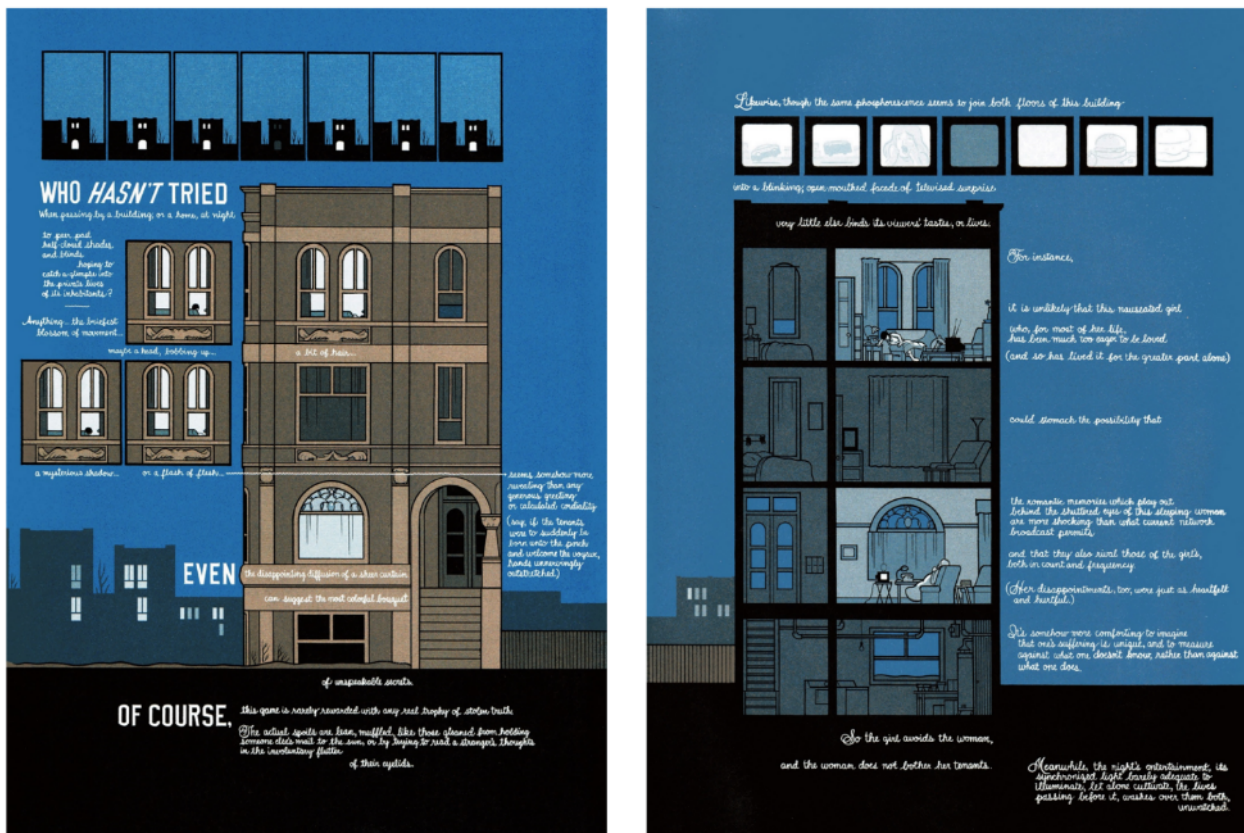 WHO HASN'T TRIED
When passing by a building, or a home, at night
to peer past
half-closed shades
and blinds
hoping to
catch a glimpse into
the private lives
of its inhabitants?
Anything... the briefest
blossom of movement...
maybe a head, bobbing up...
a bit of hair...
a mysterious shadow...
or a flash of flesh...
seems somehow more
revealing than any
generous greeting
or calculated cordiality
(say, if the tenants
were to suddenly be
born unto the porch
and welcome the voyeur,
hands unwaveringly
outstretched.)
EVEN
the disappointing diffusion of a sheer curtain
can suggest the most colorful bouquet
of unspeakable secrets.
OF COURSE,
this game is rarely rewarded with any real trophy of stolen truth.
The actual spoils are lean, muffled, like those gleaned from holding
someone else's mail to the sun, or by trying to read a stranger's thoughts
in the involuntary flutter
of their eyelids.
Likewise, though the same phosphorescence seems to join both floors of this building
into a blinking, open-mouthed facade of televised surprise
very little else binds its viewers' tastes, or lives.
For instance,
it is unlikely that this nauseated girl
who, for most of her life,
has been much too eager to be loved
(and so has lived it for the greater part alone)
could stomach the possibility that
the romantic memories which play out
behind the shuttered eyes of this sleeping woman
are more shocking than what current network
broadcast permits
and that they also rival those of the girl's,
both in count and frequency.
(Her disappointments, too, were just as heartfelt
and hurtful.)
It's somehow more comforting to imagine
that one's suffering is unique, and to measure
against what one doesn't know, rather than against
what one does.
So the girl avoids the woman,
and the woman does not bother her tenants.
Meanwhile, the night's entertainment, its
synchronized light barely adequate to
illuminate, let alone cultivate, the lives
passing before it, washes over them both,
unwatched.